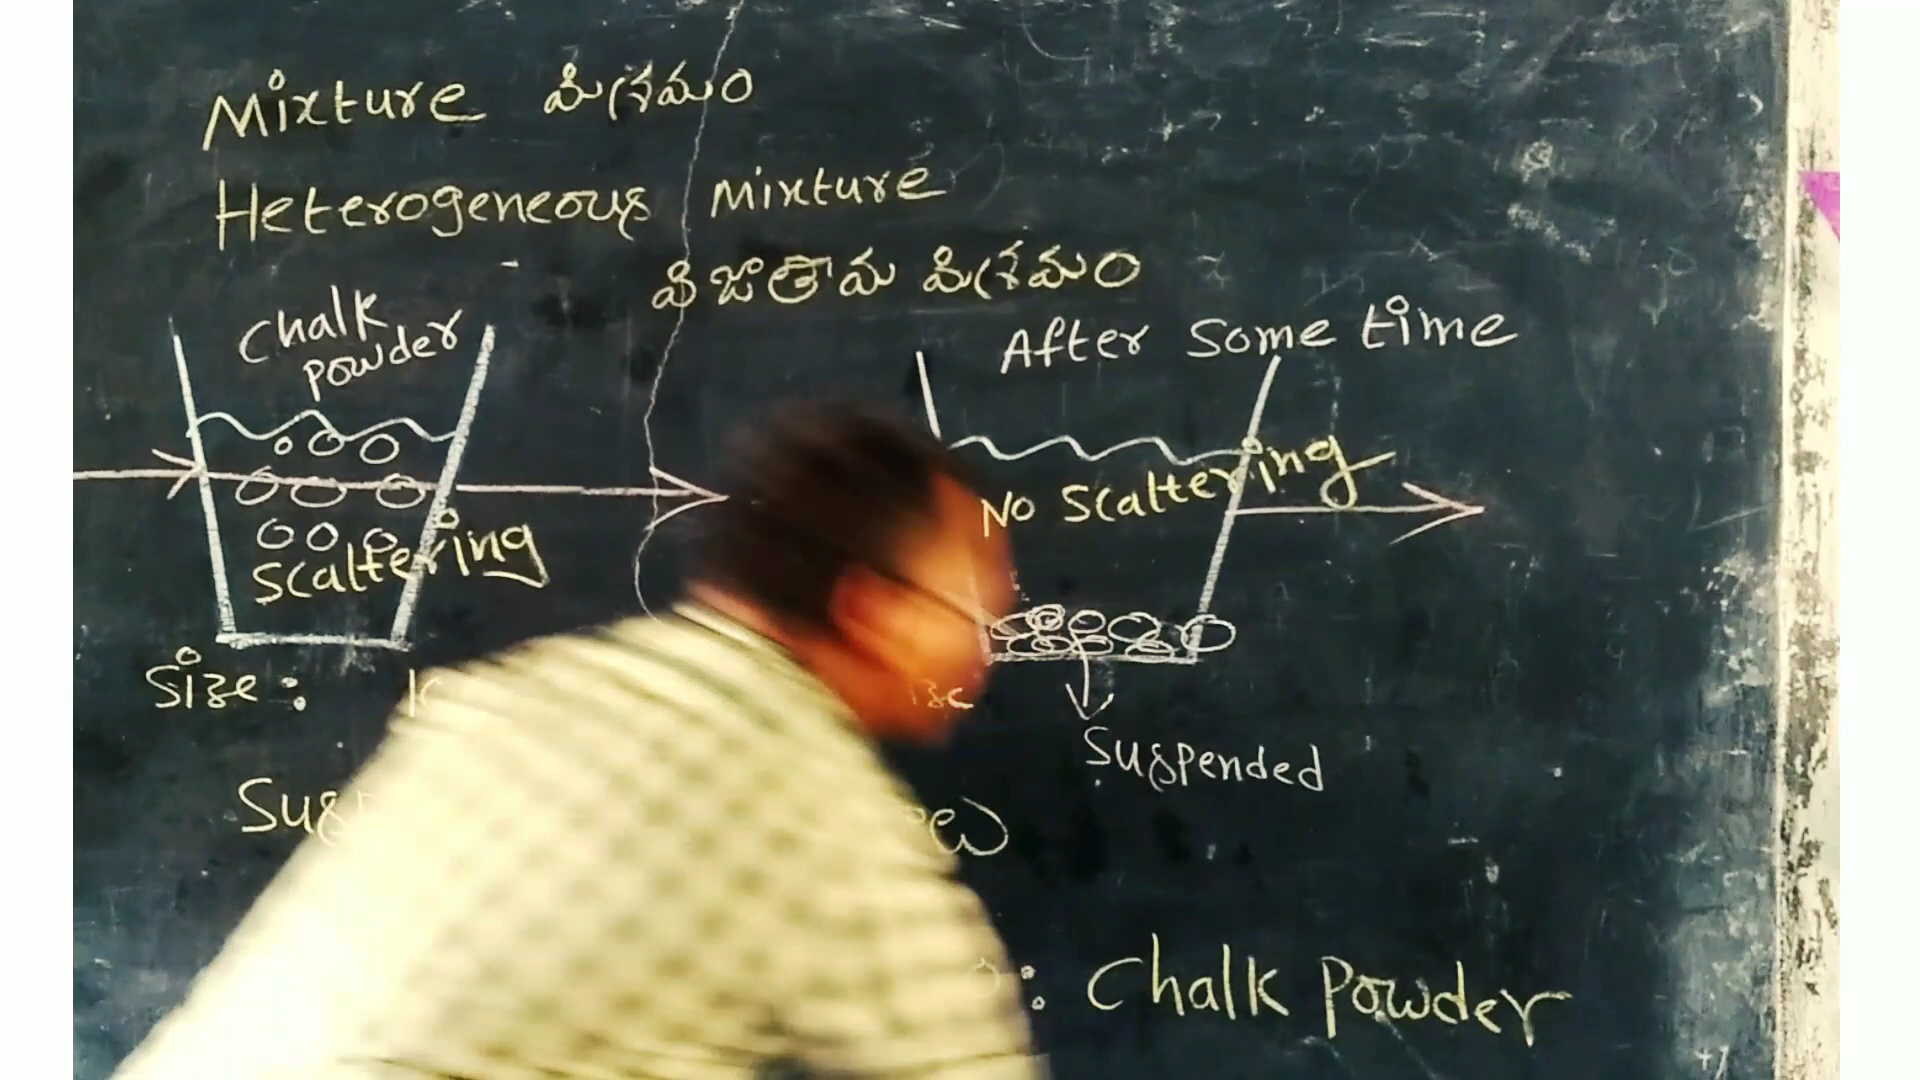 Mixture మిశ్రమం
Heterogeneous mixture
విజాతీయ మిశ్రమం
Chalk
powder
After some time
Scattering
No Scattering
Size :
Suspended
Chalk Powder